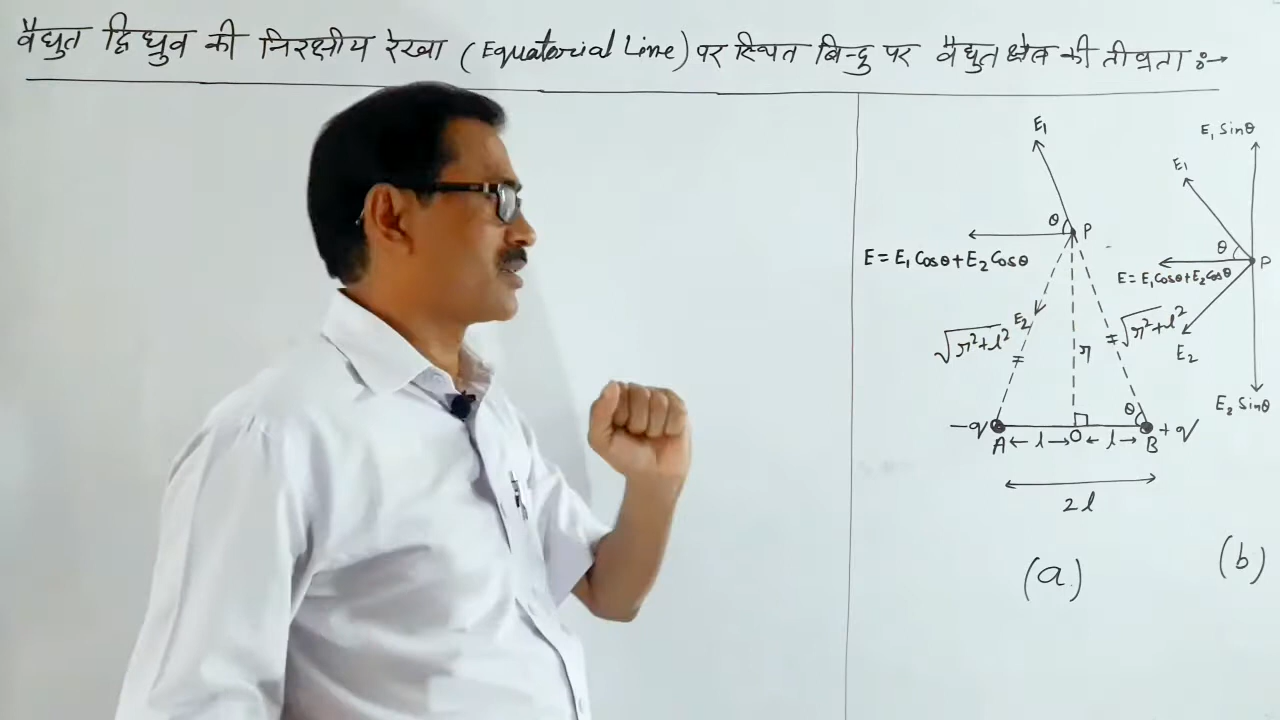 वैद्युत द्विध्रुव की निरक्षीय रेखा (Equatorial Line) पर स्थित बिन्दु पर वैद्युत क्षेत्र की तीव्रता :→
E₁
θ
P
E = E₁ Cosθ + E₂ Cosθ
E₂
√r²+l²
r
√r²+l²
θ
-q
+q
A ← l → O ← l → B
2l
(a)
E₁ Sinθ
E₁
θ
P
E = E₁Cosθ+E₂Cosθ
E₂
E₂ Sinθ
(b)